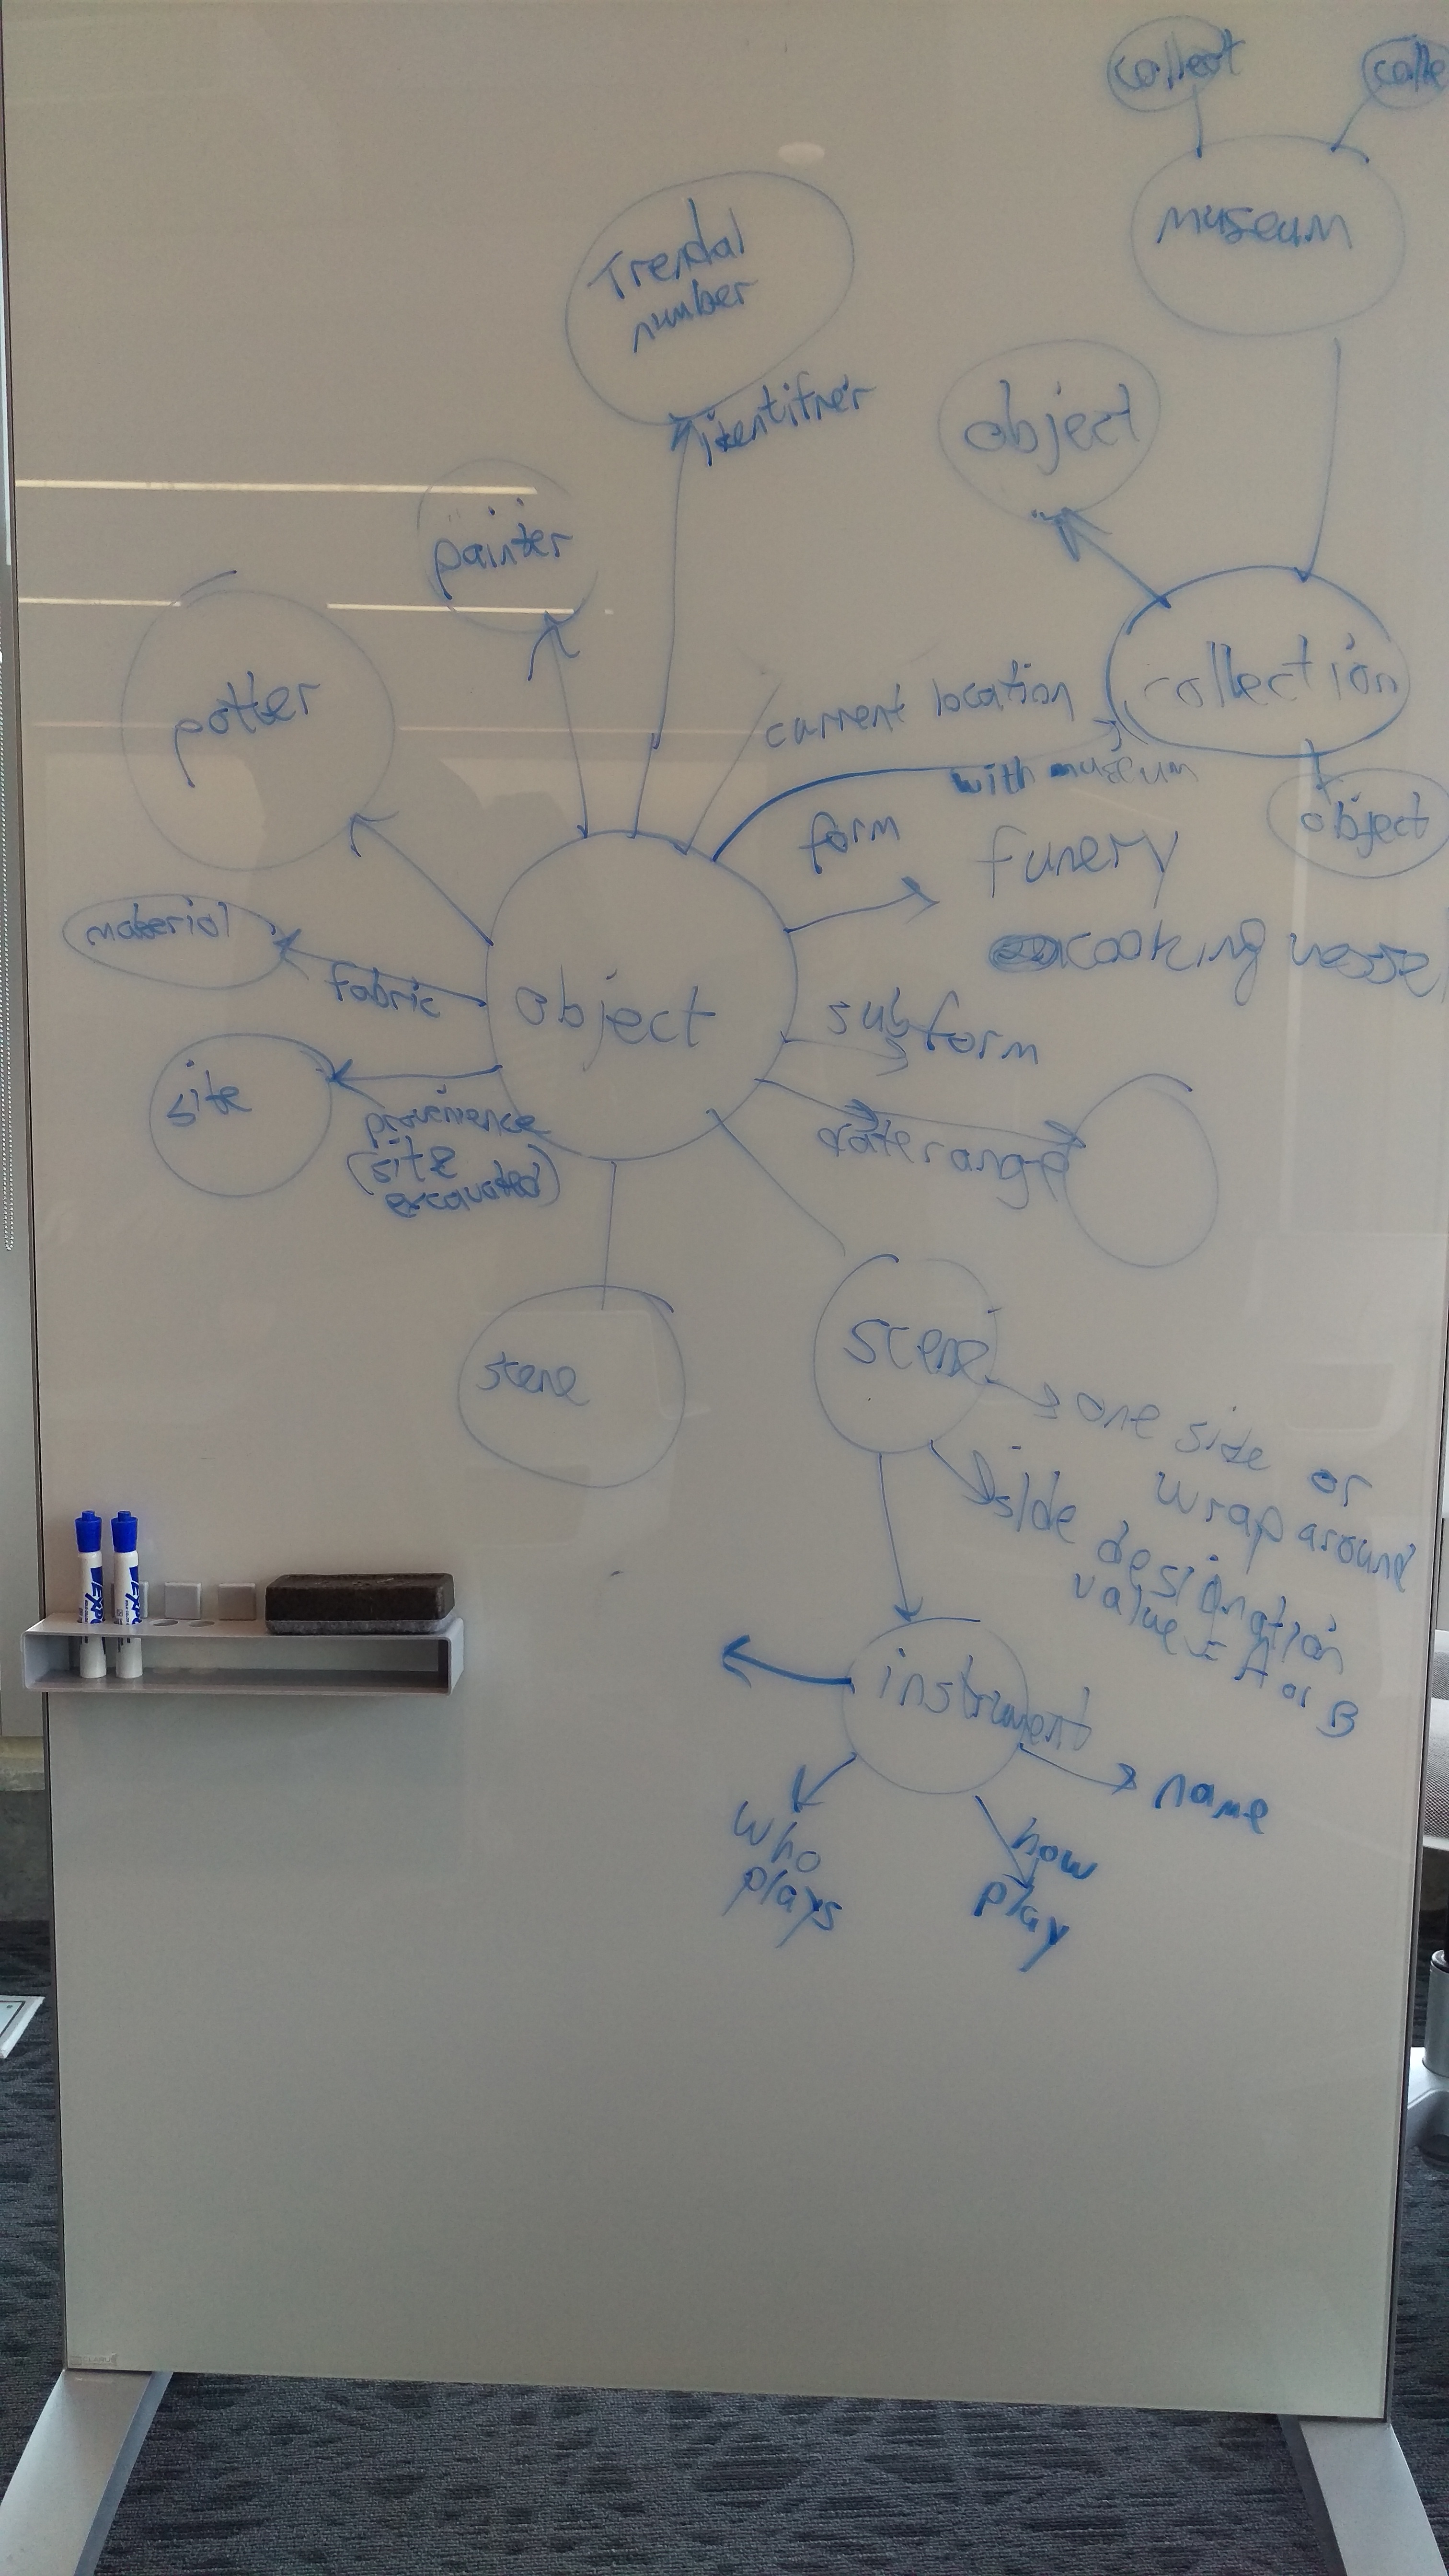 collect
colle
museum
Trendal
number
identifier
object
painter
potter
collection
current location
with museum
object
form
funery
cooking vessel
material
fabric
object
subform
site
provenience
(site
excavated)
date range
scene
scene
one side or
wrap around
side designation
value = A or B
instrument
name
who
plays
how
play
EXPO
EXPO